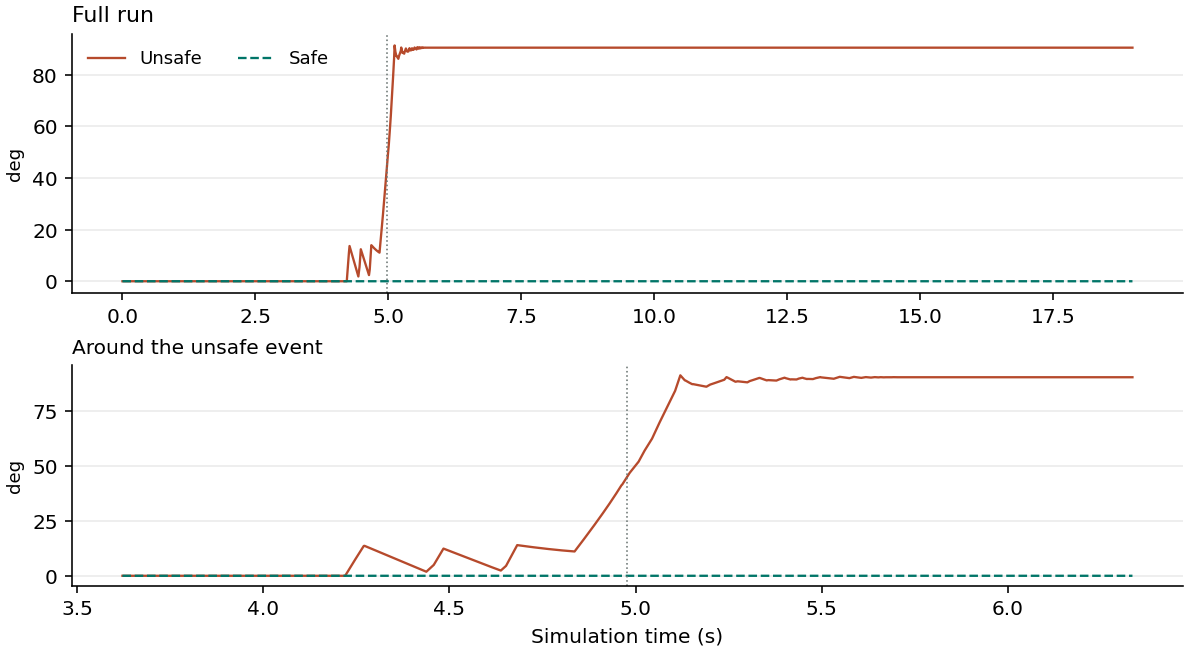 Full run
Unsafe Safe
deg
80
60
40
20
0
0.0 2.5 5.0 7.5 10.0 12.5 15.0 17.5
Around the unsafe event
deg
75
50
25
0
3.5 4.0 4.5 5.0 5.5 6.0
Simulation time (s)